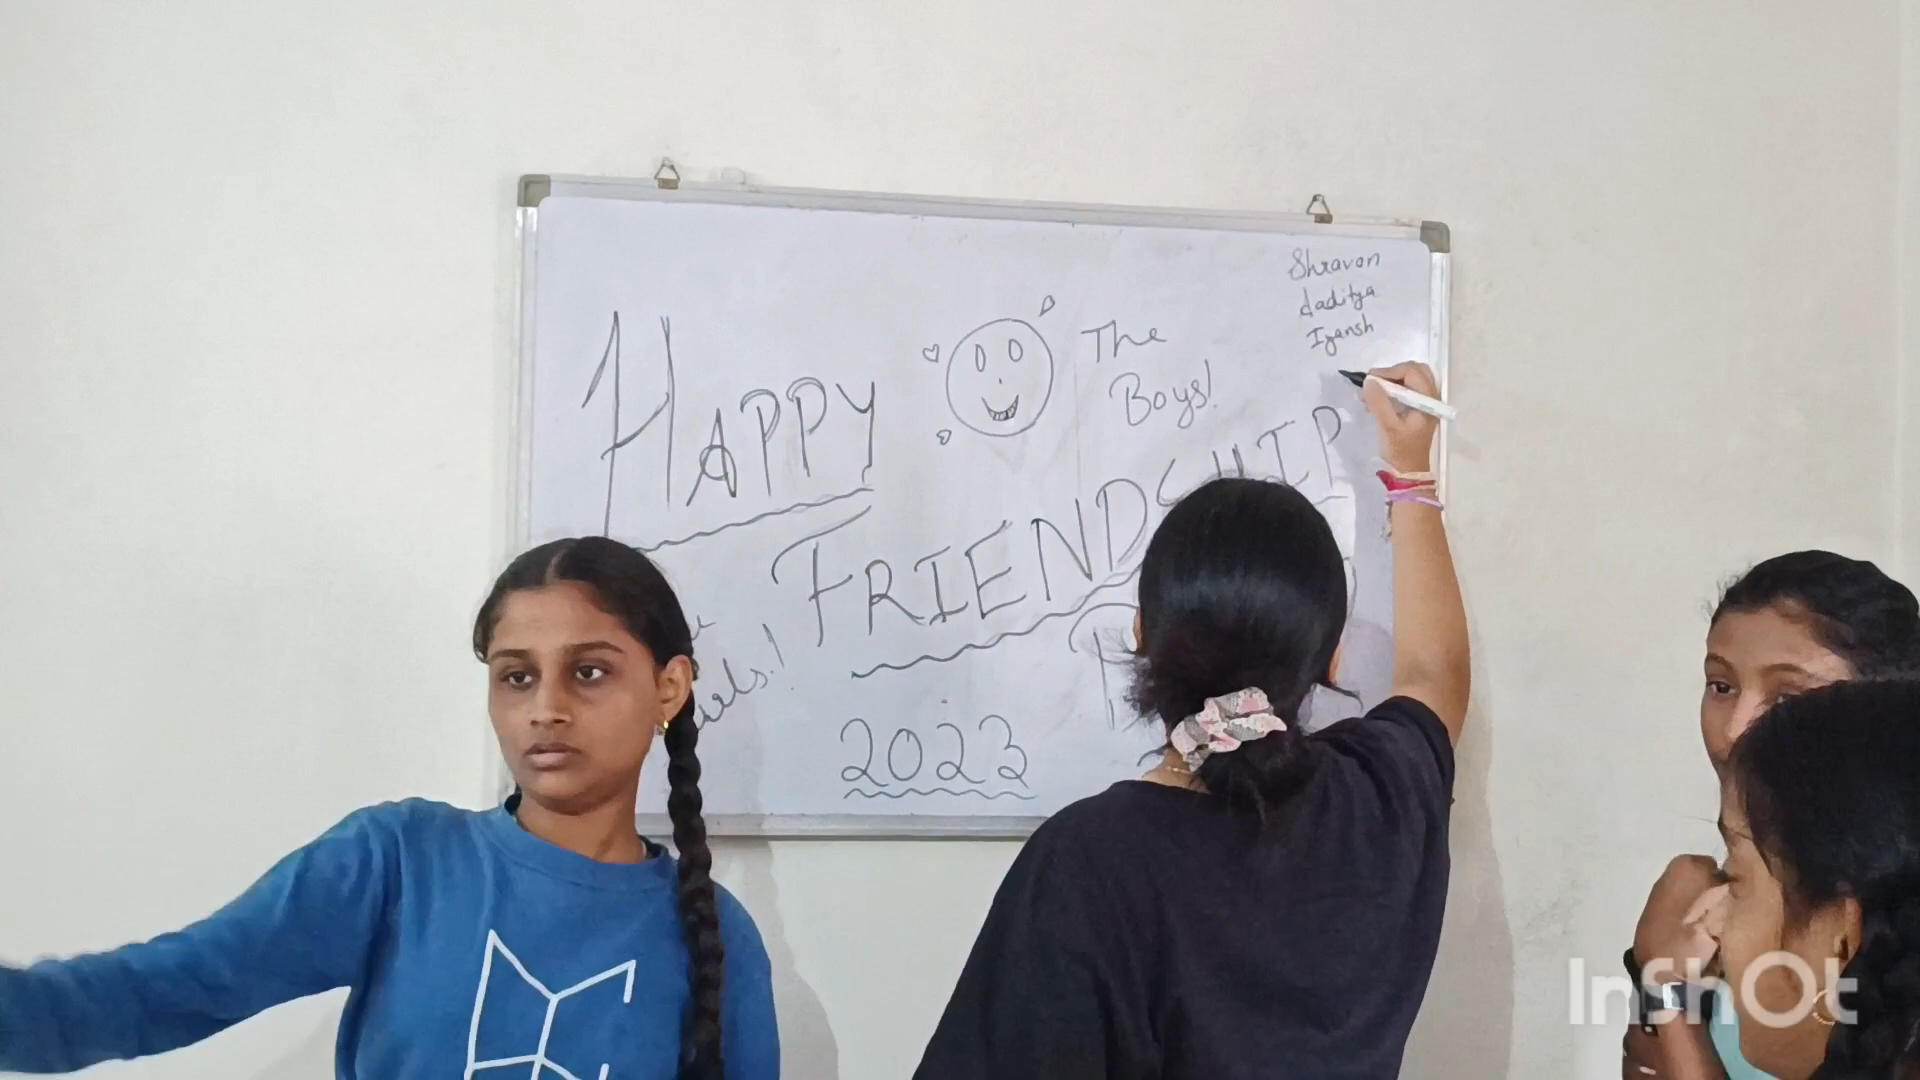 Shravan
Aaditya
Iyansh
The
Boys!
HAPPY
FRIENDSHIP
2023
InShOt